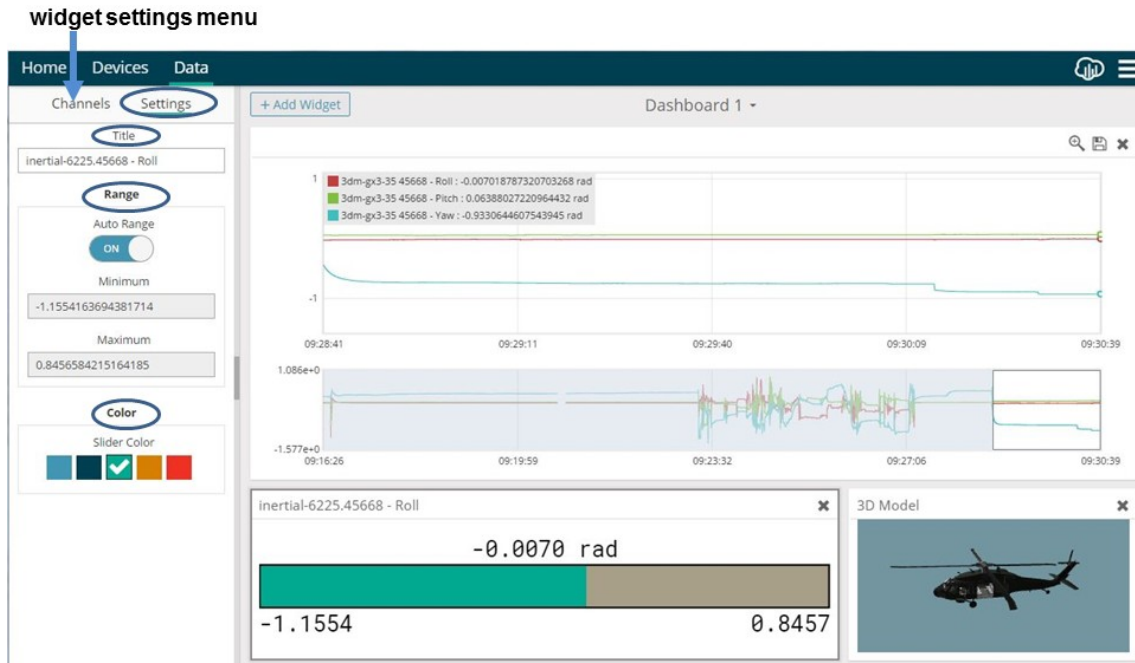 widget settings menu
Home Devices Data
Channels Settings
+ Add Widget
Dashboard 1
Title
inertial-6225.45668 - Roll
Range
Auto Range
ON
Minimum
-1.1554163694381714
Maximum
0.8456584215164185
Color
Slider Color
1
3dm-gx3-35 45668 - Roll : -0.007018787320703268 rad
3dm-gx3-35 45668 - Pitch : 0.06388027220964432 rad
3dm-gx3-35 45668 - Yaw : -0.9330644607543945 rad
-1
09:28:41 09:29:11 09:29:40 09:30:09 09:30:39
1.086e+0
-1.577e+0
09:16:26 09:19:59 09:23:32 09:27:06 09:30:39
inertial-6225.45668 - Roll
-0.0070 rad
-1.1554 0.8457
3D Model